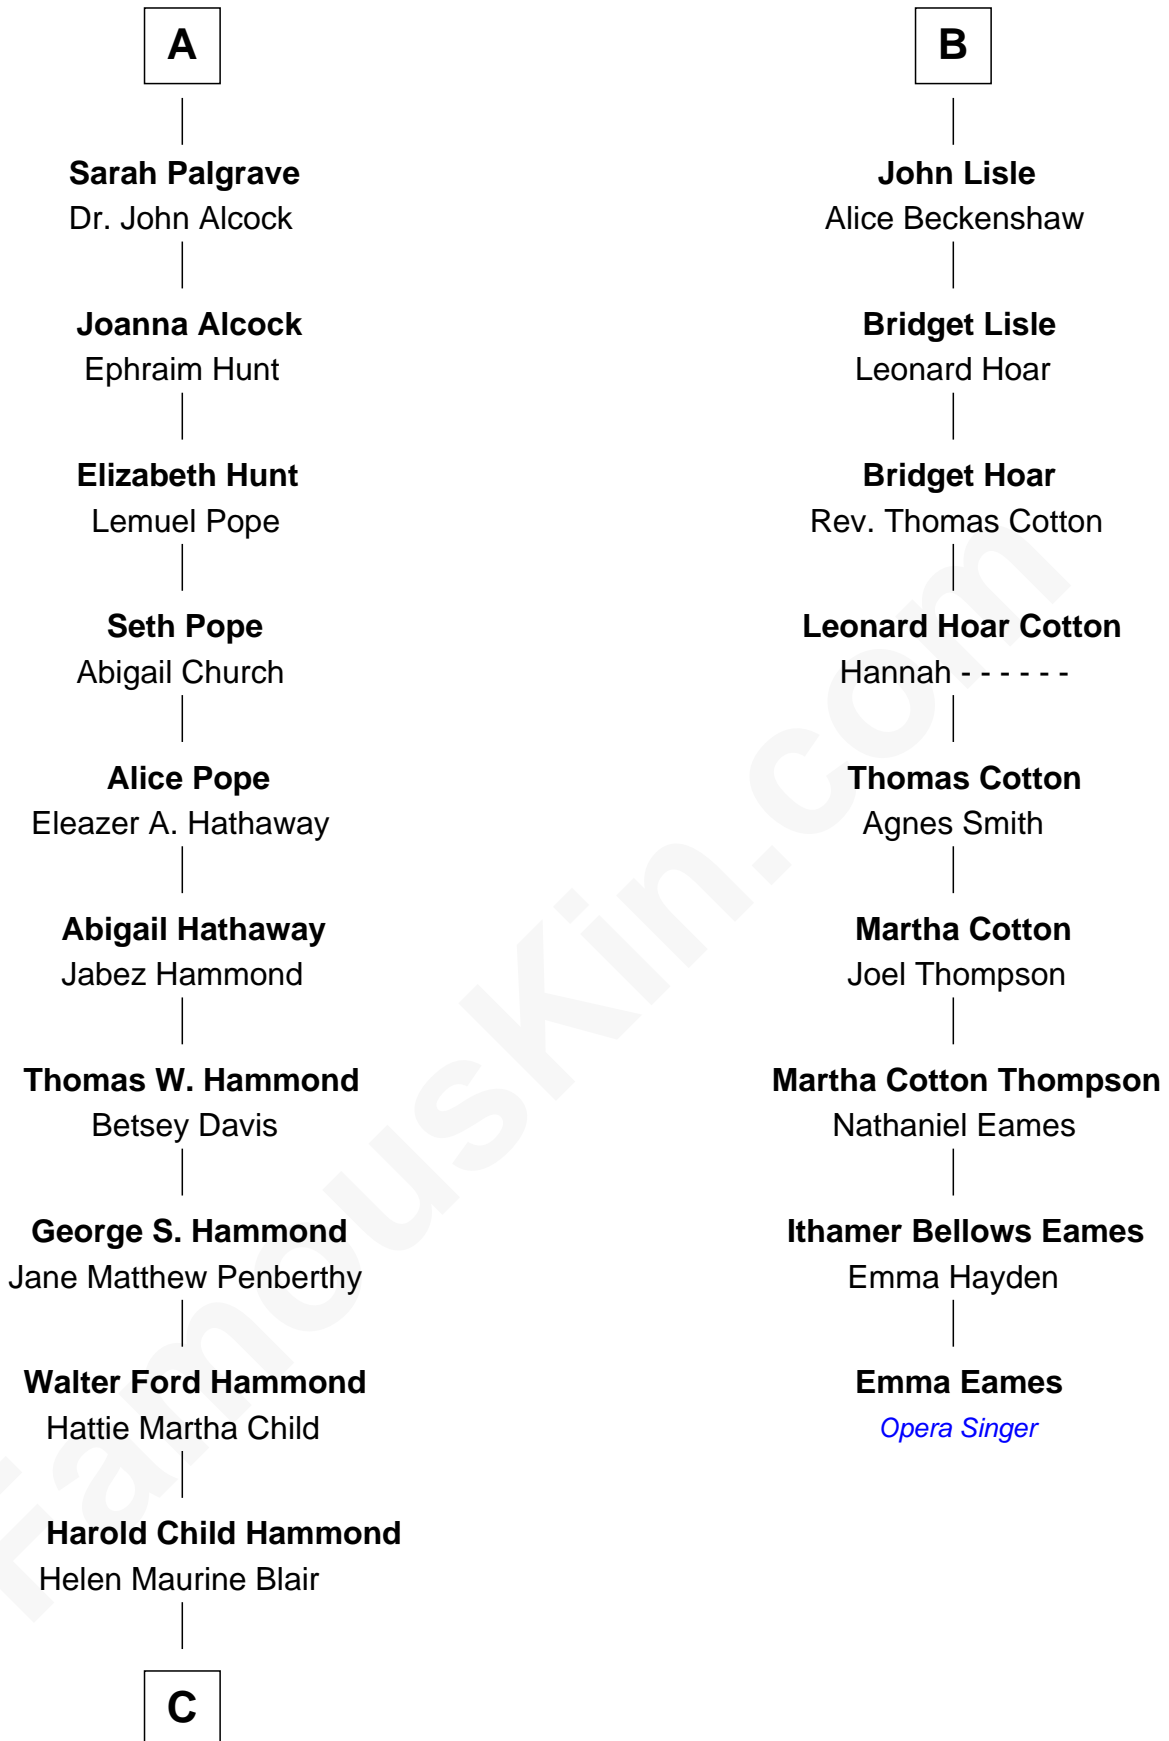 A
Sarah Palgrave
Dr. John Alcock
Joanna Alcock
Ephraim Hunt
Elizabeth Hunt
Lemuel Pope
Seth Pope
Abigail Church
Alice Pope
Eleazer A. Hathaway
Abigail Hathaway
Jabez Hammond
Thomas W. Hammond
Betsey Davis
George S. Hammond
Jane Matthew Penberthy
Walter Ford Hammond
Hattie Martha Child
Harold Child Hammond
Helen Maurine Blair
C
B
John Lisle
Alice Beckenshaw
Bridget Lisle
Leonard Hoar
Bridget Hoar
Rev. Thomas Cotton
Leonard Hoar Cotton
Hannah - - - - - -
Thomas Cotton
Agnes Smith
Martha Cotton
Joel Thompson
Martha Cotton Thompson
Nathaniel Eames
Ithamer Bellows Eames
Emma Hayden
Emma Eames
Opera Singer
FamousKin.com